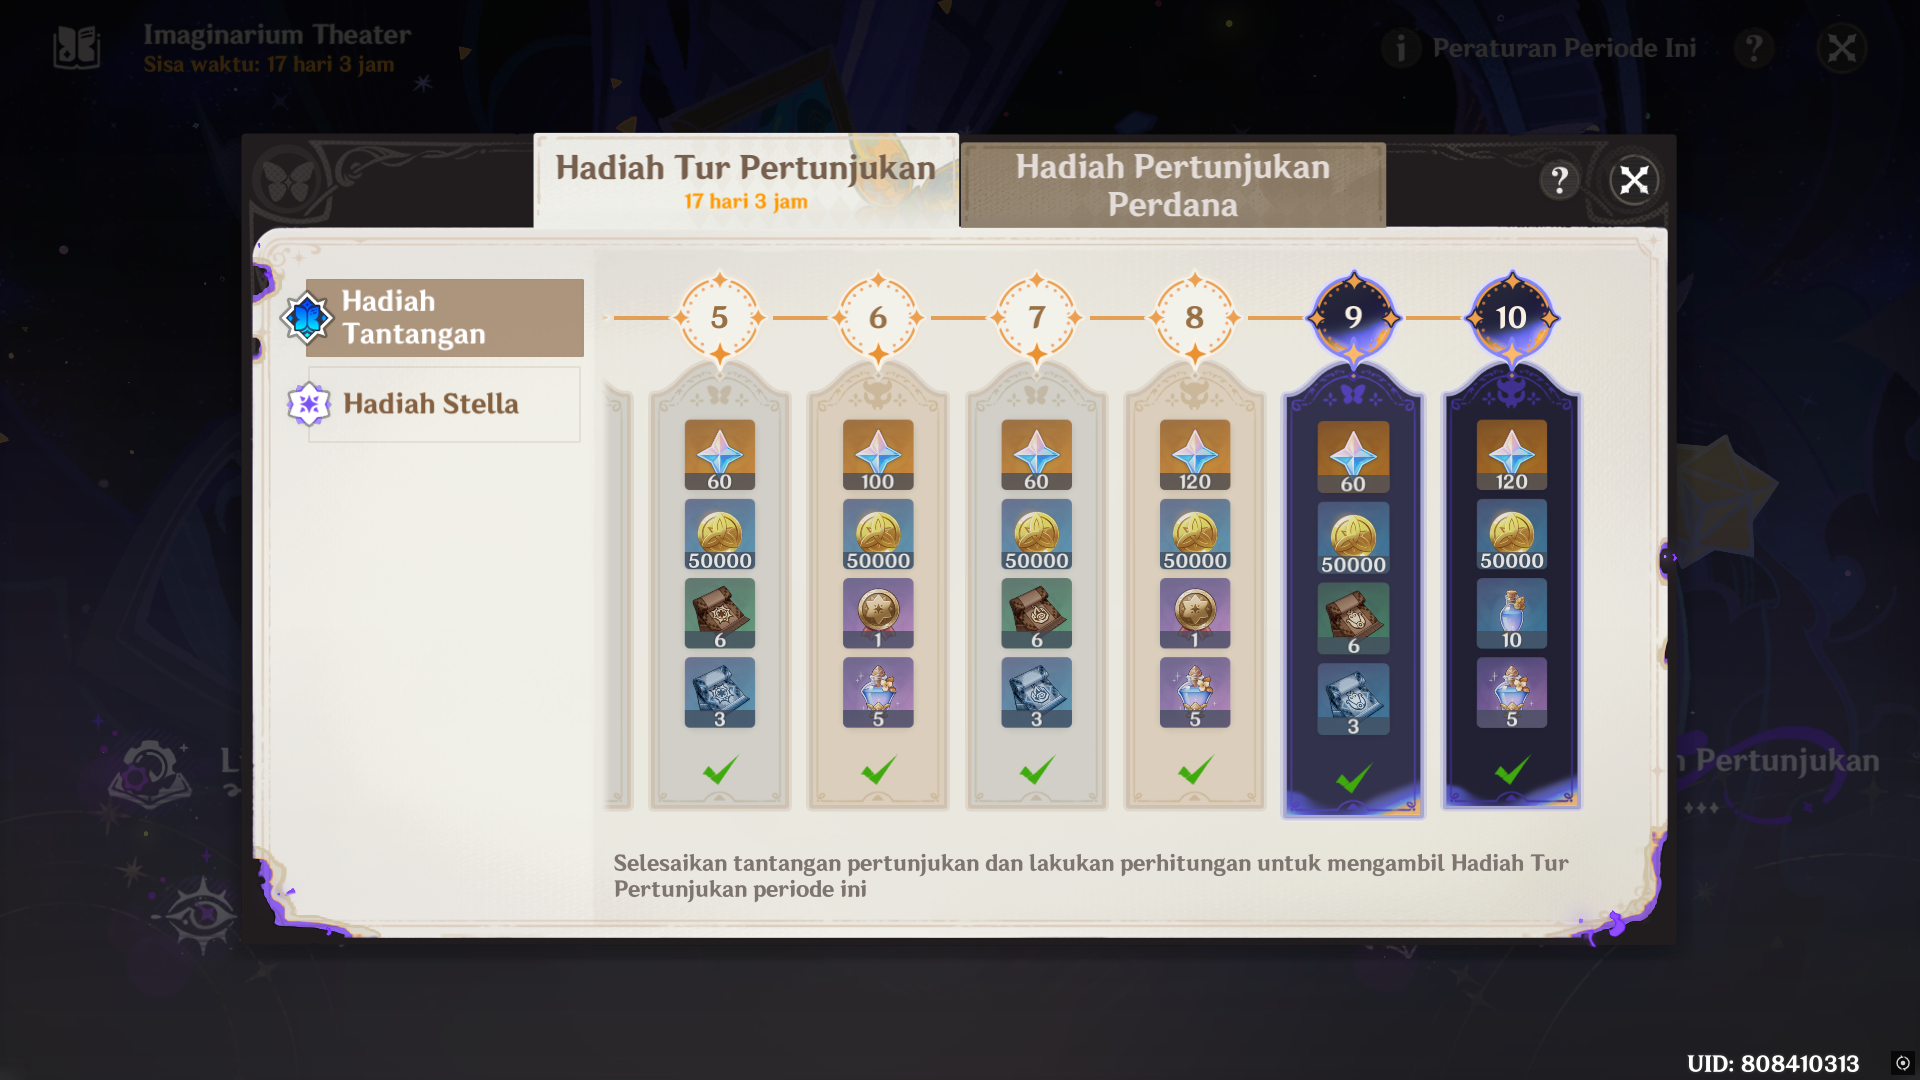 Imaginarium Theater
Sisa waktu: 17 hari 3 jam
i Peraturan Periode Ini ?
Hadiah Tur Pertunjukan
17 hari 3 jam
Hadiah Pertunjukan
Perdana
?
Hadiah
Tantangan
Hadiah Stella
5 6 7 8 9 10
60 100 60 120 60 120
50000 50000 50000 50000 50000 50000
6 1 6 1 6 10
3 5 3 5 3 5
Pertunjukan
Selesaikan tantangan pertunjukan dan lakukan perhitungan untuk mengambil Hadiah Tur
Pertunjukan periode ini
UID: 808410313